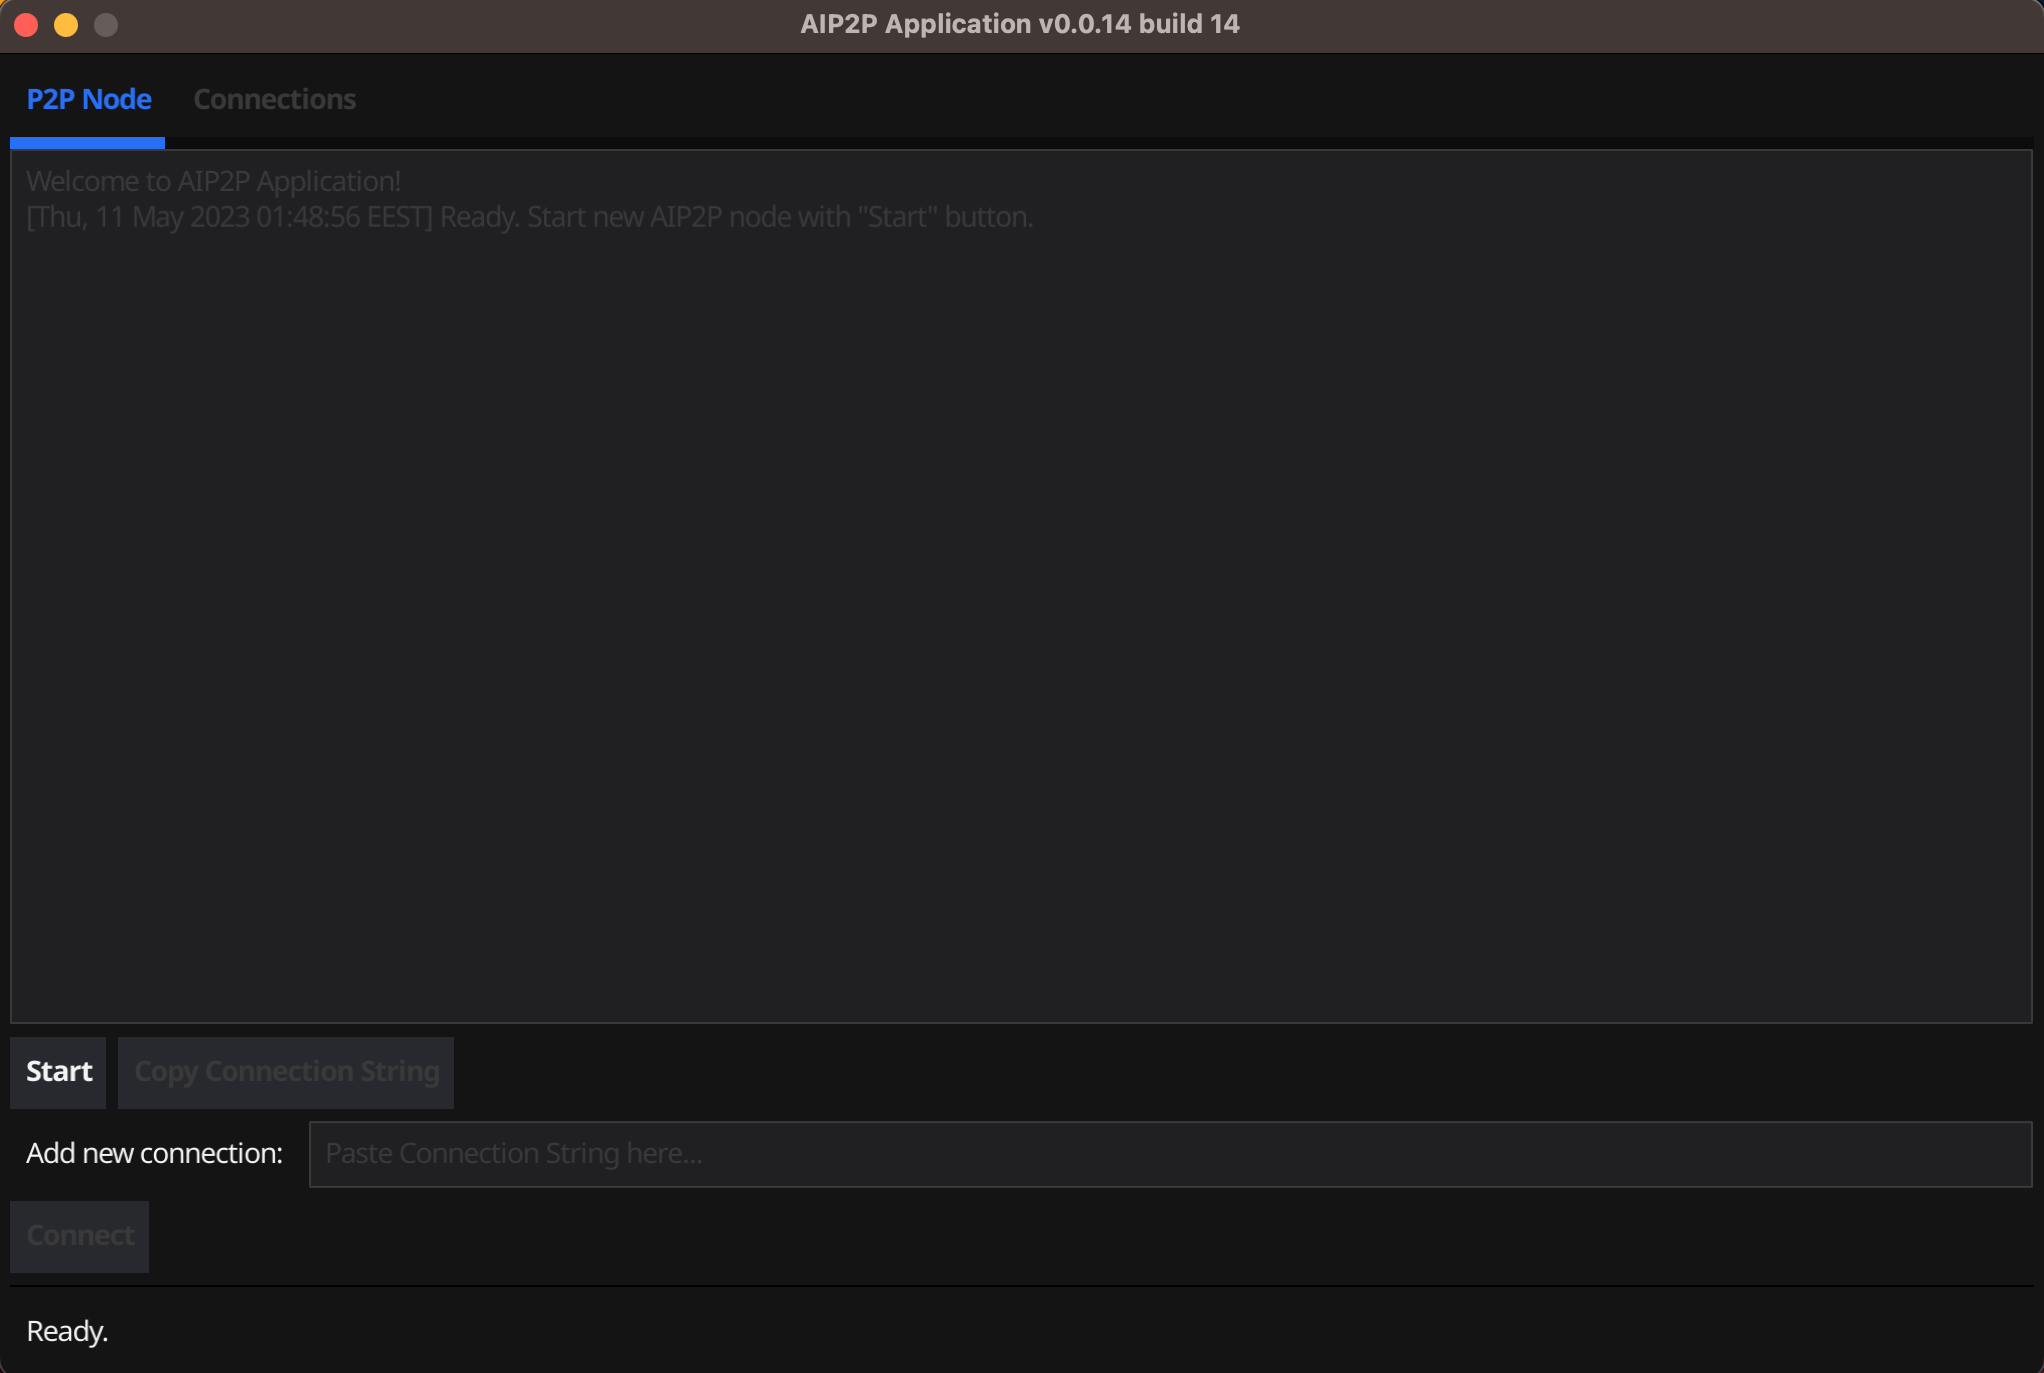 AIP2P Application v0.0.14 build 14
P2P Node Connections
Welcome to AIP2P Application!
[Thu, 11 May 2023 01:48:56 EEST] Ready. Start new AIP2P node with "Start" button.
Start Copy Connection String
Add new connection: Paste Connection String here...
Connect
Ready.